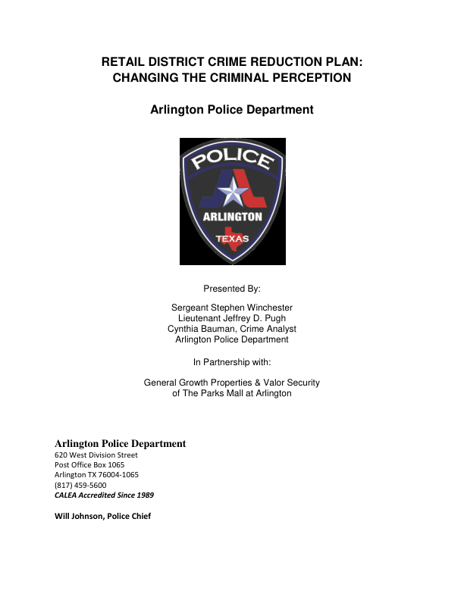 RETAIL DISTRICT CRIME REDUCTION PLAN:
CHANGING THE CRIMINAL PERCEPTION
Arlington Police Department
POLICE
ARLINGTON
TEXAS
Presented By:
Sergeant Stephen Winchester
Lieutenant Jeffrey D. Pugh
Cynthia Bauman, Crime Analyst
Arlington Police Department
In Partnership with:
General Growth Properties & Valor Security
of The Parks Mall at Arlington
Arlington Police Department
620 West Division Street
Post Office Box 1065
Arlington TX 76004-1065
(817) 459-5600
CALEA Accredited Since 1989
Will Johnson, Police Chief